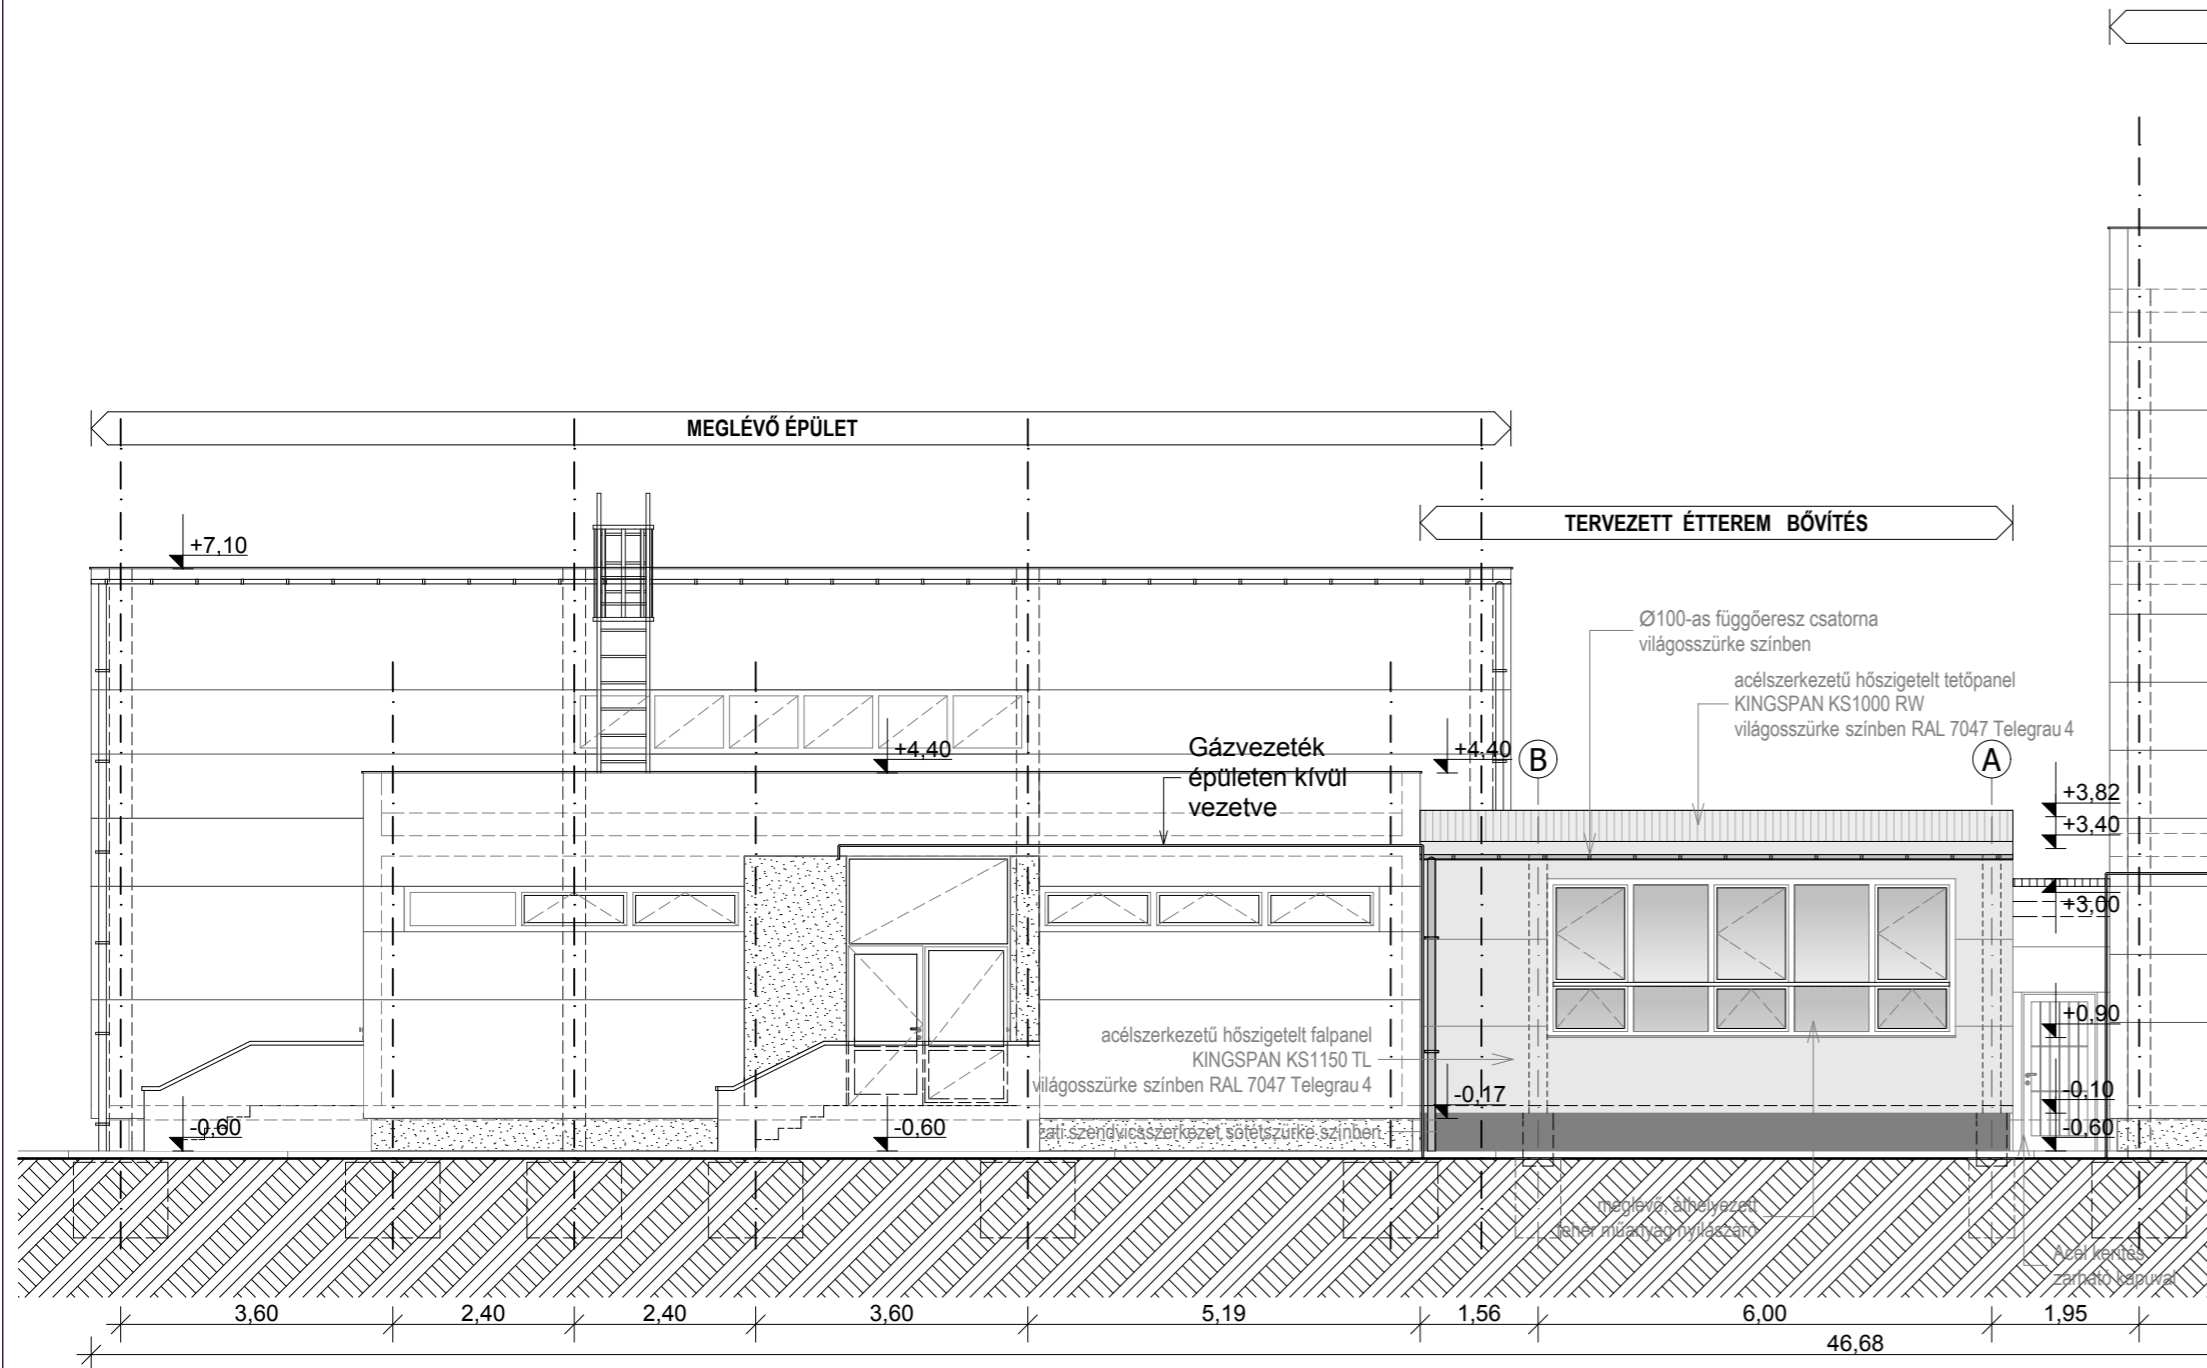 MEGLÉVŐ ÉPÜLET
TERVEZETT ÉTTEREM BŐVÍTÉS
+7,10
Ø100-as függőeresz csatorna
világosszürke színben
acélszerkezetű hőszigetelt tetőpanel
KINGSPAN KS1000 RW
világosszürke színben RAL 7047 Telegrau 4
+4,40
Gázvezeték
épületen kívül
vezetve
+4,40
B
A
+3,82
+3,40
+3,00
+0,90
acélszerkezetű hőszigetelt falpanel
KINGSPAN KS1150 TL
világosszürke színben RAL 7047 Telegrau 4
-0,17
-0,10
-0,60
-0,60
zati szendvicsszerkezet sötétszürke színben
-0,60
meglévő, áthelyezett
fehér műanyag nyílászáró
Acél kerítés
zárható kapuval
3,60
2,40
2,40
3,60
5,19
1,56
6,00
1,95
46,68